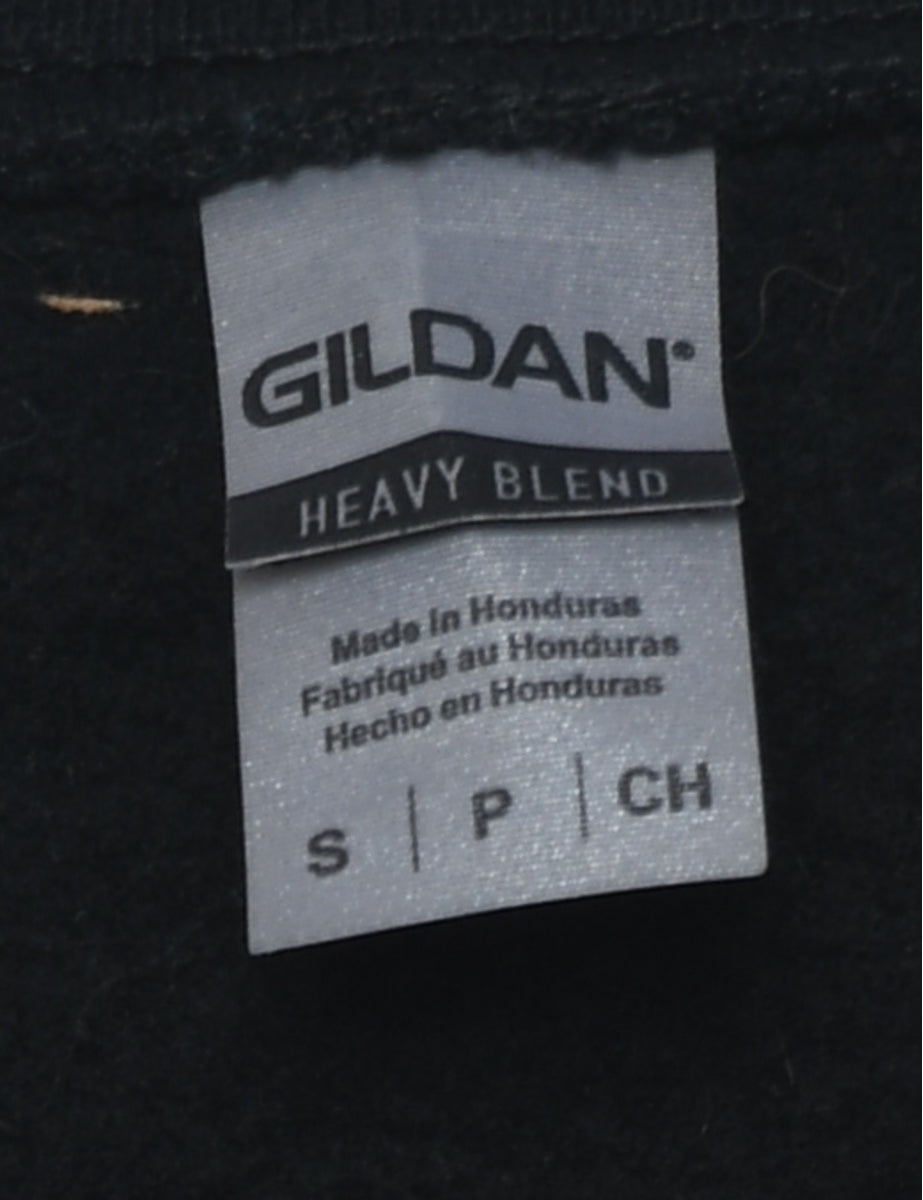 GILDAN®
HEAVY BLEND
Made in Honduras
Fabriqué au Honduras
Hecho en Honduras
S | P | CH